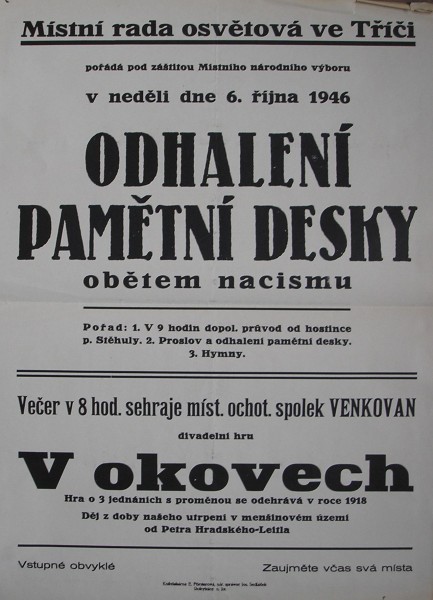 Místní rada osvětová ve Tříči
pořádá pod záštitou Místního národního výboru
v neděli dne 6. října 1946
ODHALENÍ
PAMĚTNÍ DESKY
obětem nacismu
Pořad: 1. V 9 hodin dopol. průvod od hostince
p. Stěhuly. 2. Proslov a odhalení pamětní desky.
3. Hymny.
Večer v 8 hod. sehraje míst. ochot. spolek VENKOVAN
divadelní hru
V okovech
Hra o 3 jednáních s proměnou se odehrává v roce 1918
Děj z doby našeho utrpení v menšinovém území
od Petra Hradského-Leitla
Vstupné obvyklé
Zaujměte včas svá místa